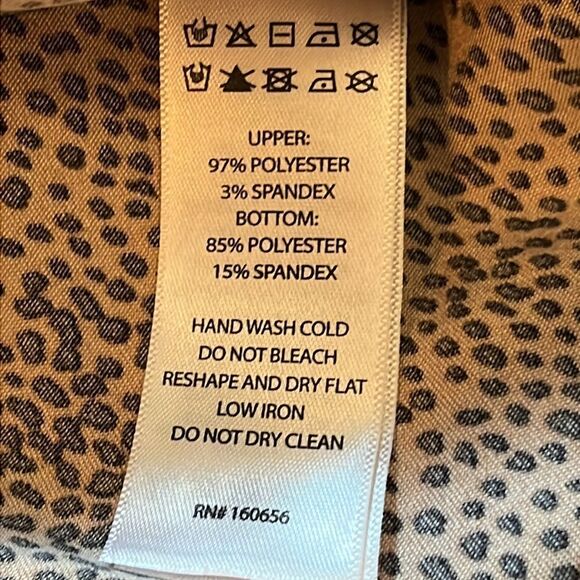 UPPER:
97% POLYESTER
3% SPANDEX
BOTTOM:
85% POLYESTER
15% SPANDEX
HAND WASH COLD
DO NOT BLEACH
RESHAPE AND DRY FLAT
LOW IRON
DO NOT DRY CLEAN
RN# 160656